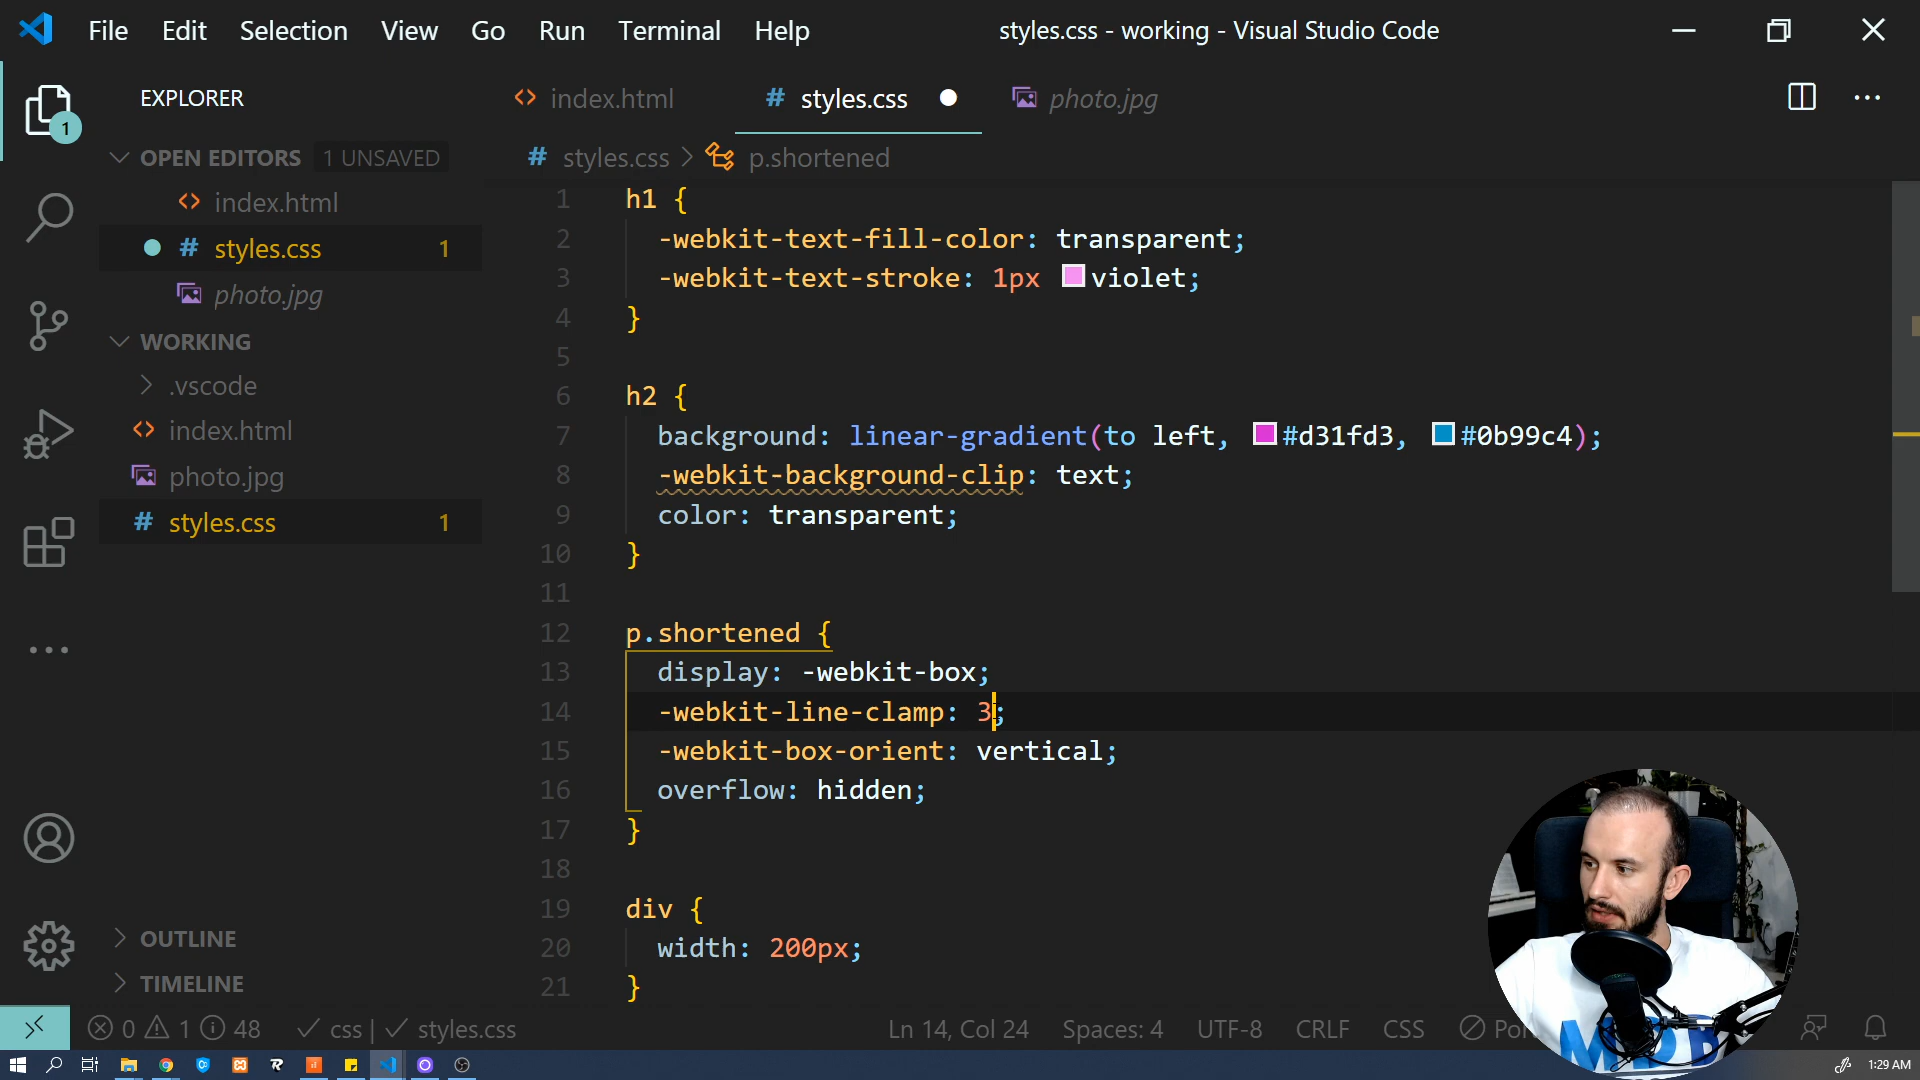 File Edit Selection View Go Run Terminal Help
styles.css - working - Visual Studio Code
EXPLORER
OPEN EDITORS 1 UNSAVED
index.html
# styles.css 1
photo.jpg
WORKING
.vscode
index.html
photo.jpg
# styles.css 1
OUTLINE
TIMELINE
1
index.html # styles.css photo.jpg
# styles.css > p.shortened
1 h1 {
2 -webkit-text-fill-color: transparent;
3 -webkit-text-stroke: 1px violet;
4 }
5
6 h2 {
7 background: linear-gradient(to left, #d31fd3, #0b99c4);
8 -webkit-background-clip: text;
9 color: transparent;
10 }
11
12 p.shortened {
13 display: -webkit-box;
14 -webkit-line-clamp: 3;
15 -webkit-box-orient: vertical;
16 overflow: hidden;
17 }
18
19 div {
20 width: 200px;
21 }
0 1 48 css | styles.css Ln 14, Col 24 Spaces: 4 UTF-8 CRLF CSS
1:29 AM